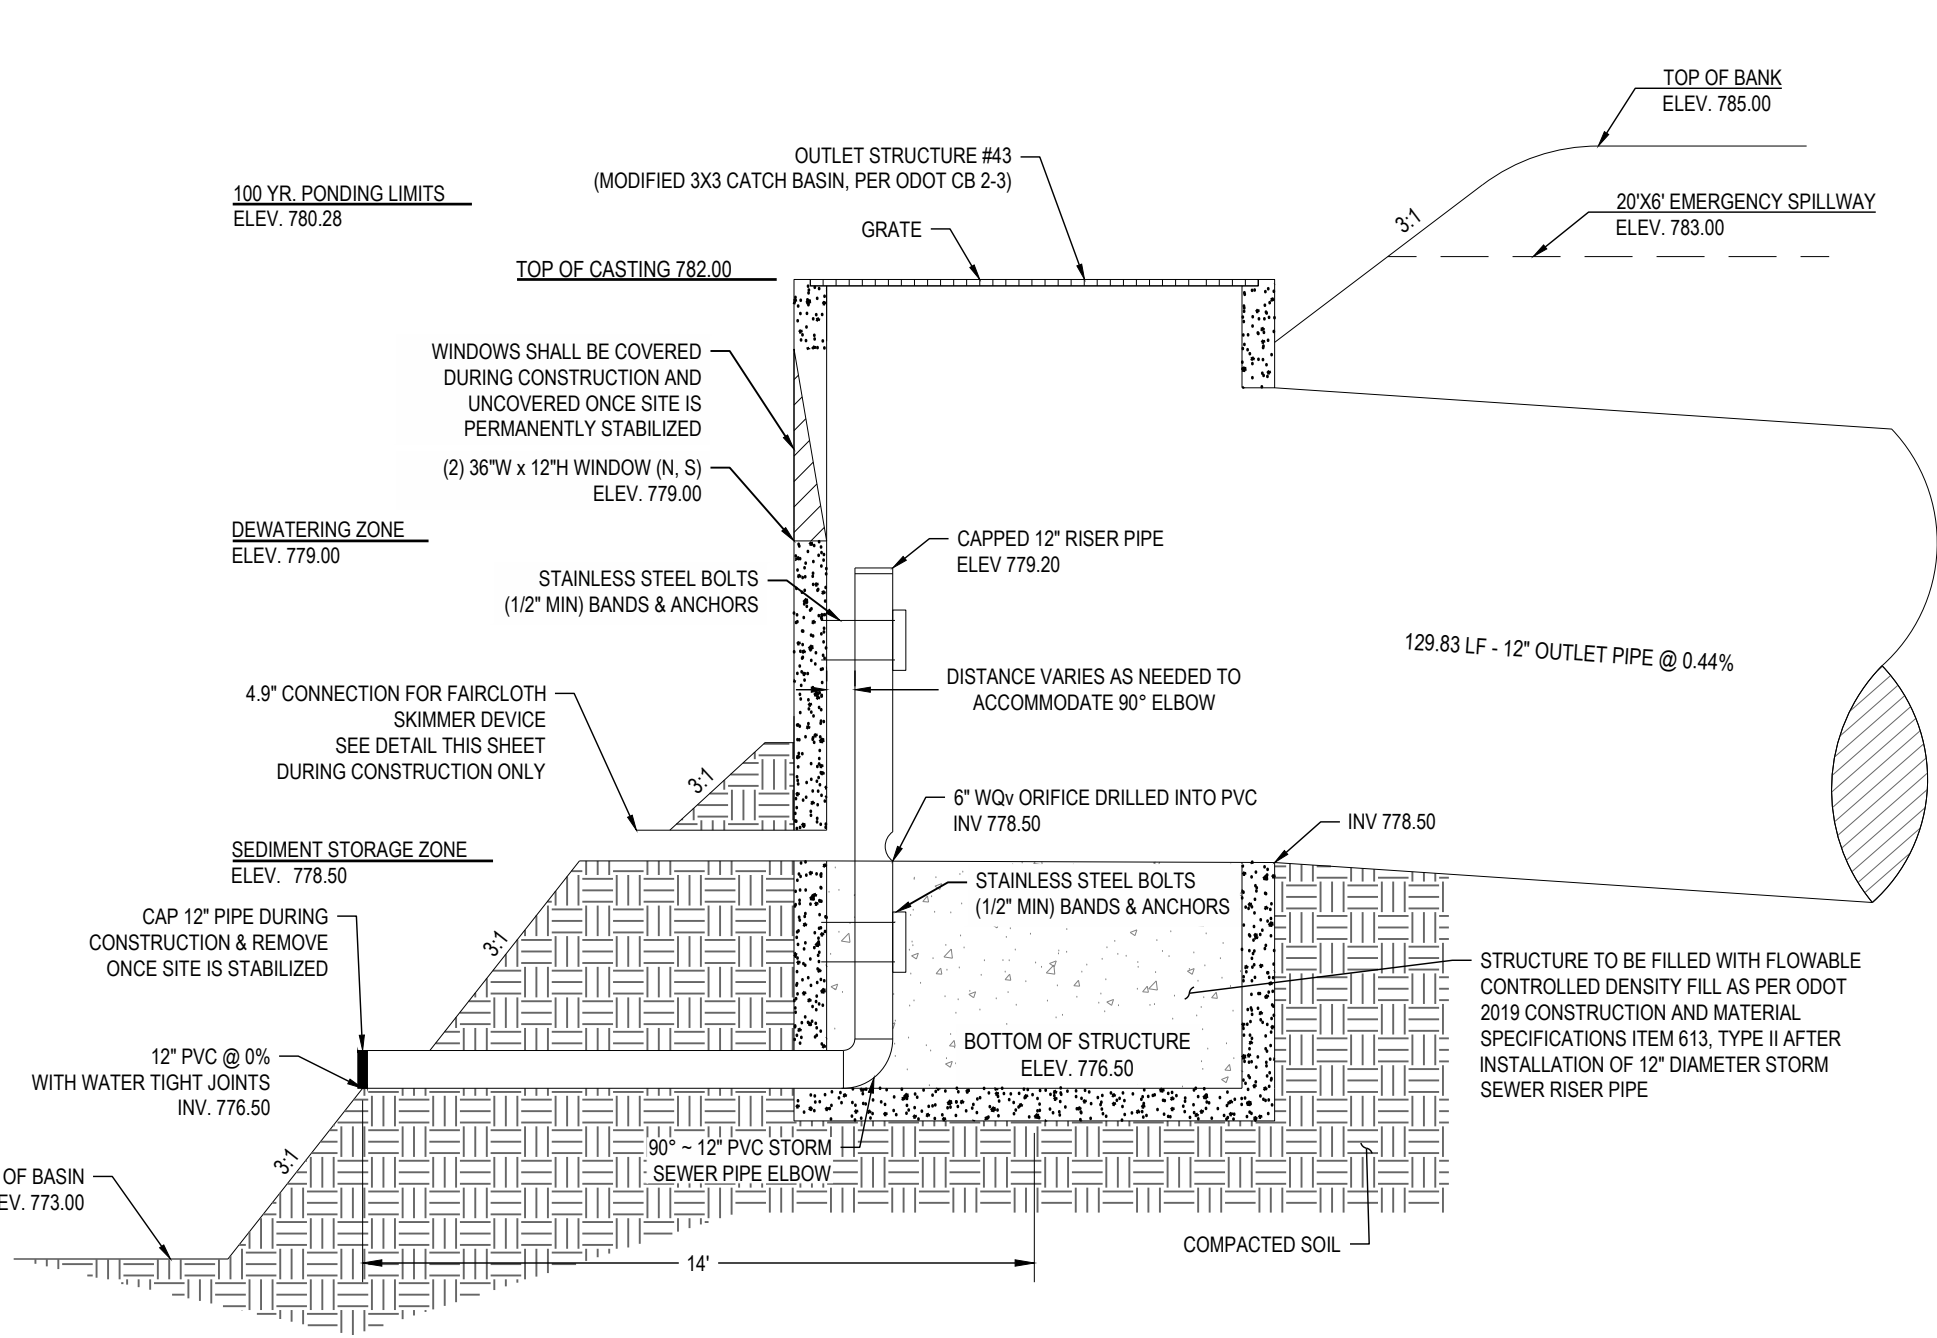 TOP OF BANK
ELEV. 785.00
OUTLET STRUCTURE #43
(MODIFIED 3X3 CATCH BASIN, PER ODOT CB 2-3)
100 YR. PONDING LIMITS
ELEV. 780.28
20'X6' EMERGENCY SPILLWAY
ELEV. 783.00
3:1
GRATE
TOP OF CASTING 782.00
WINDOWS SHALL BE COVERED
DURING CONSTRUCTION AND
UNCOVERED ONCE SITE IS
PERMANENTLY STABILIZED
(2) 36"W x 12"H WINDOW (N, S)
ELEV. 779.00
DEWATERING ZONE
ELEV. 779.00
CAPPED 12" RISER PIPE
ELEV 779.20
STAINLESS STEEL BOLTS
(1/2" MIN) BANDS & ANCHORS
129.83 LF - 12" OUTLET PIPE @ 0.44%
DISTANCE VARIES AS NEEDED TO
ACCOMMODATE 90° ELBOW
4.9" CONNECTION FOR FAIRCLOTH
SKIMMER DEVICE
SEE DETAIL THIS SHEET
DURING CONSTRUCTION ONLY
3:1
6" WQv ORIFICE DRILLED INTO PVC
INV 778.50
INV 778.50
SEDIMENT STORAGE ZONE
ELEV. 778.50
STAINLESS STEEL BOLTS
(1/2" MIN) BANDS & ANCHORS
CAP 12" PIPE DURING
CONSTRUCTION & REMOVE
ONCE SITE IS STABILIZED
3:1
STRUCTURE TO BE FILLED WITH FLOWABLE
CONTROLLED DENSITY FILL AS PER ODOT
2019 CONSTRUCTION AND MATERIAL
SPECIFICATIONS ITEM 613, TYPE II AFTER
INSTALLATION OF 12" DIAMETER STORM
SEWER RISER PIPE
BOTTOM OF STRUCTURE
ELEV. 776.50
12" PVC @ 0%
WITH WATER TIGHT JOINTS
INV. 776.50
90° ~ 12" PVC STORM
SEWER PIPE ELBOW
3:1
OF BASIN
EV. 773.00
COMPACTED SOIL
14'